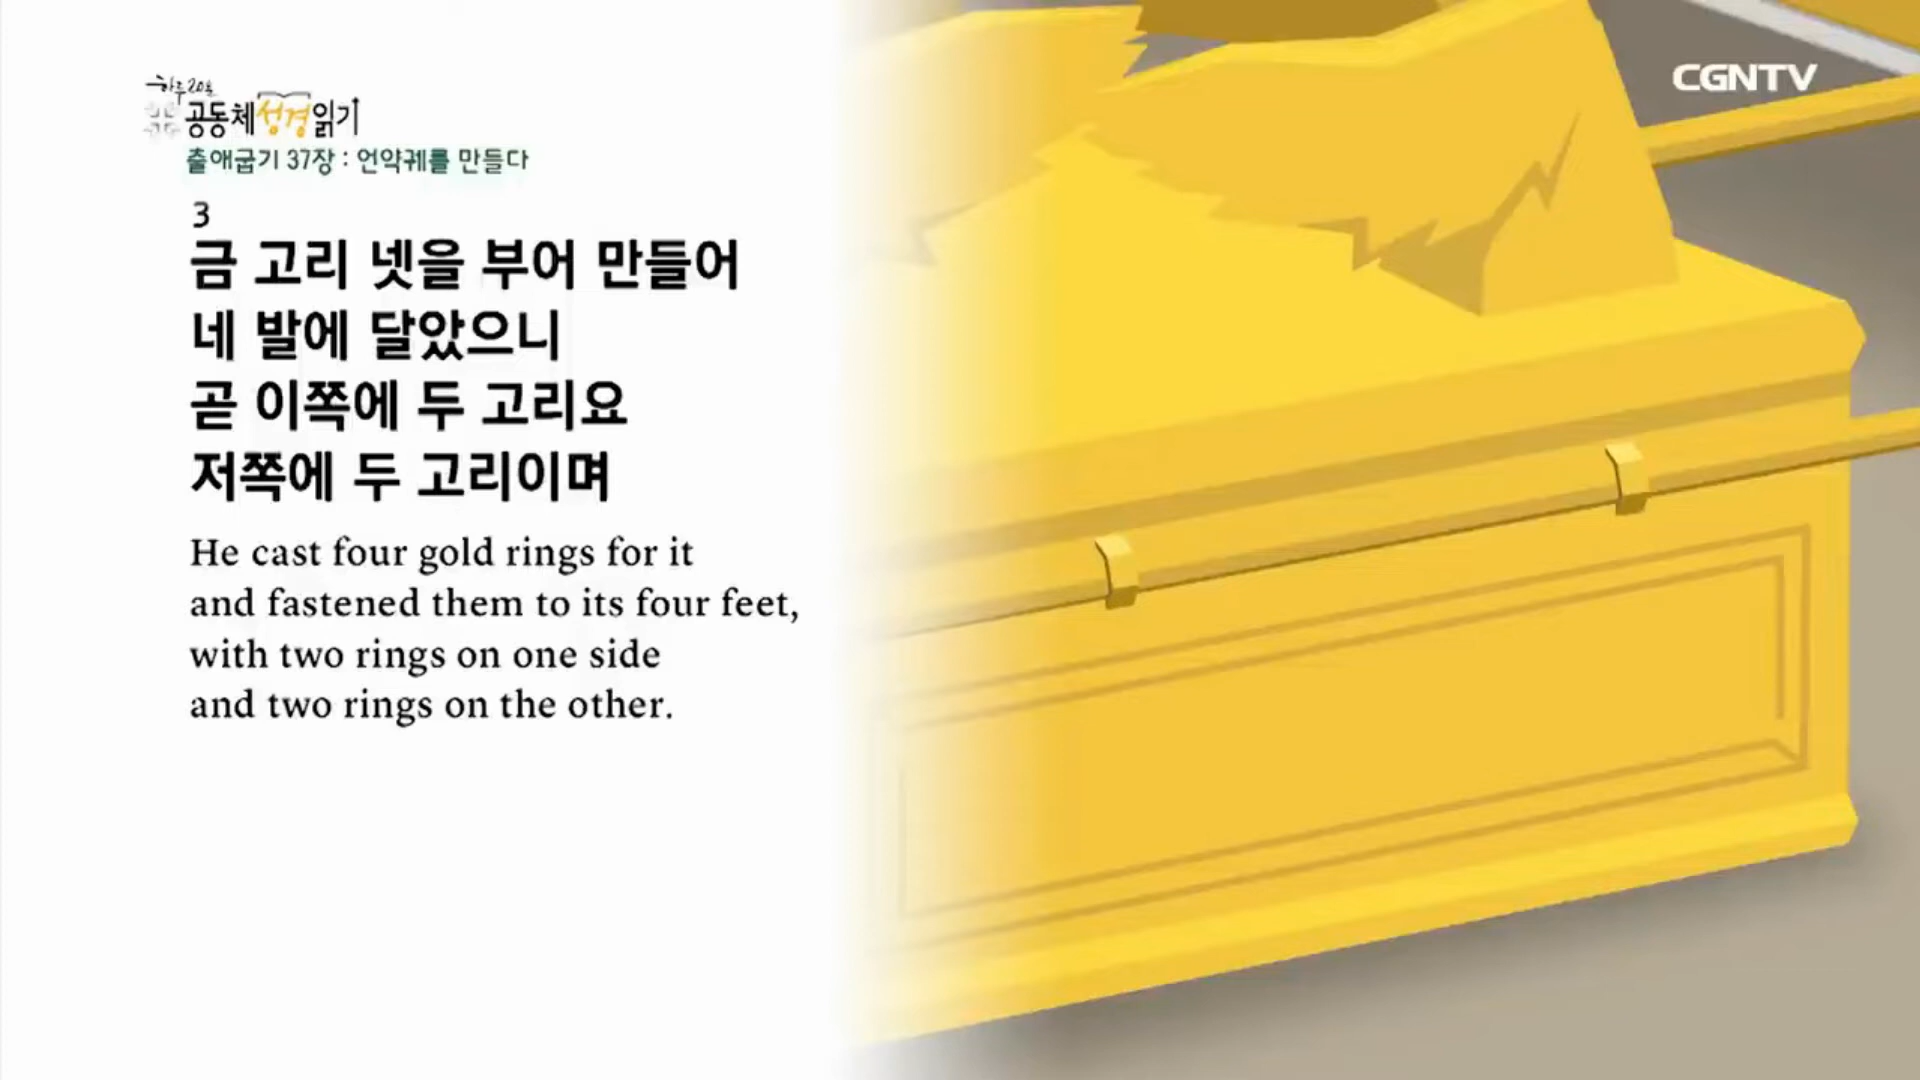 하루 20분
공동체성경읽기
출애굽기 37장 : 언약궤를 만들다
3
금 고리 넷을 부어 만들어
네 발에 달았으니
곧 이쪽에 두 고리요
저쪽에 두 고리이며
He cast four gold rings for it
and fastened them to its four feet,
with two rings on one side
and two rings on the other.
CGNTV